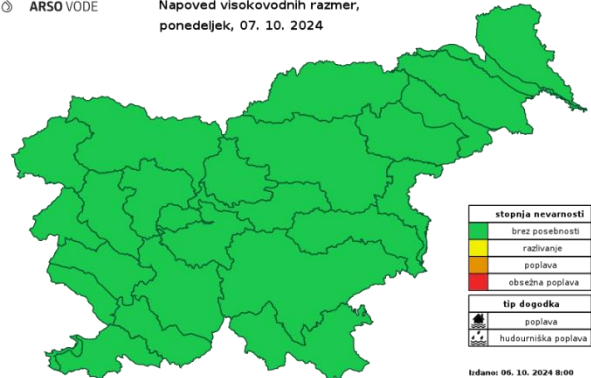 ARSO VODE
Napoved visokovodnih razmer,
ponedeljek, 07. 10. 2024
stopnja nevarnosti
brez posebnosti
razlivanje
poplava
obsežna poplava
tip dogodka
poplava
hudourniška poplava
Izdano: 06. 10. 2024 8:00